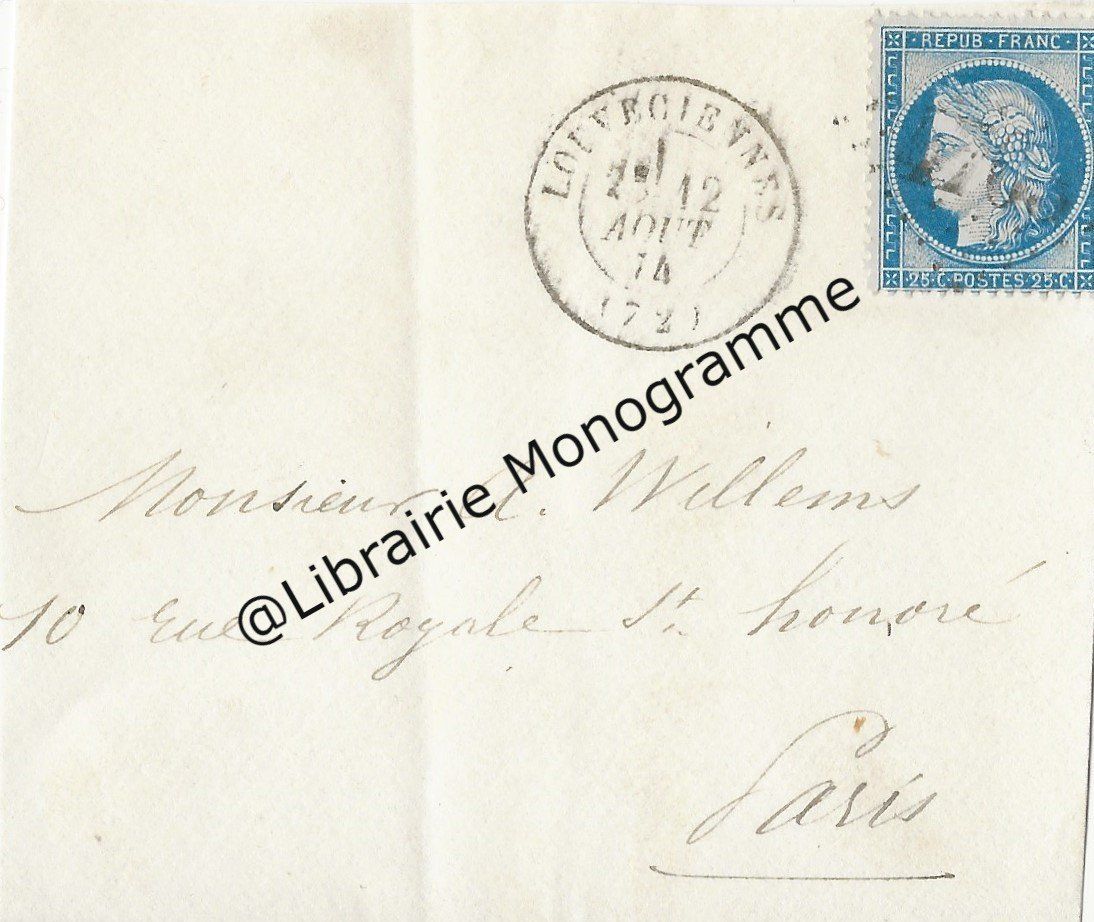 REPUB · FRANC ·
25·C·POSTES 25·C·
LOUVECIENNES
12
AOUT
74
(72)
@Librairie Monogramme
Monsieur Willems
10 Rue Royale St. honoré
Paris